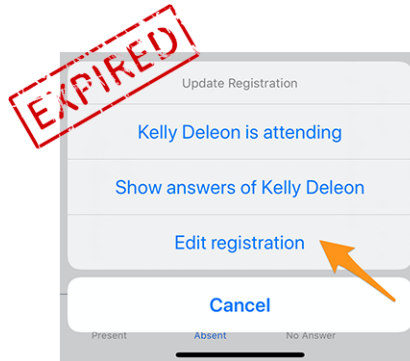 EXPIRED
Update Registration
Kelly Deleon is attending
Show answers of Kelly Deleon
Edit registration
Cancel
Present Absent No Answer